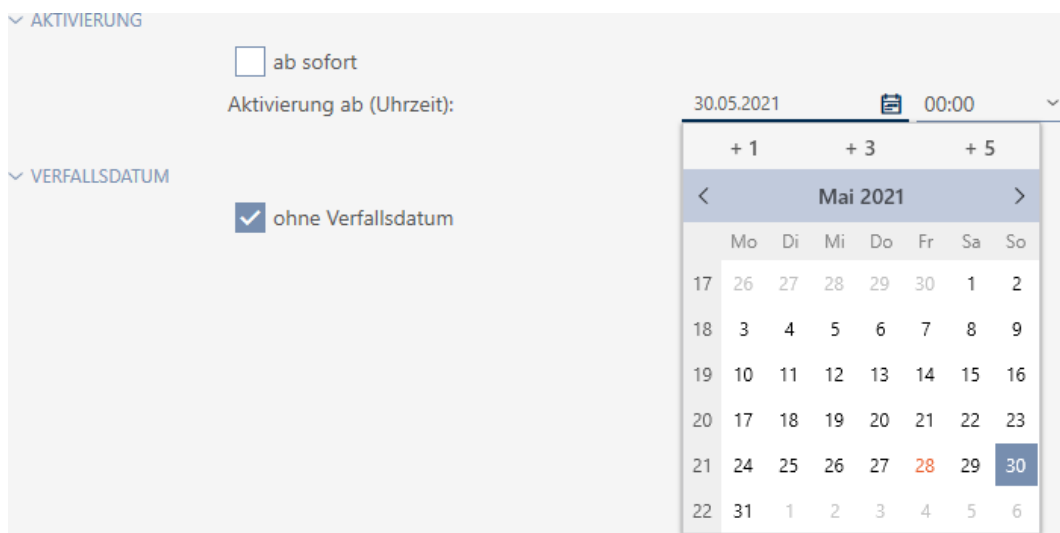 AKTIVIERUNG
ab sofort
Aktivierung ab (Uhrzeit): 30.05.2021 00:00
+ 1 + 3 + 5
VERFALLSDATUM
ohne Verfallsdatum
Mai 2021
Mo Di Mi Do Fr Sa So
17 26 27 28 29 30 1 2
18 3 4 5 6 7 8 9
19 10 11 12 13 14 15 16
20 17 18 19 20 21 22 23
21 24 25 26 27 28 29 30
22 31 1 2 3 4 5 6